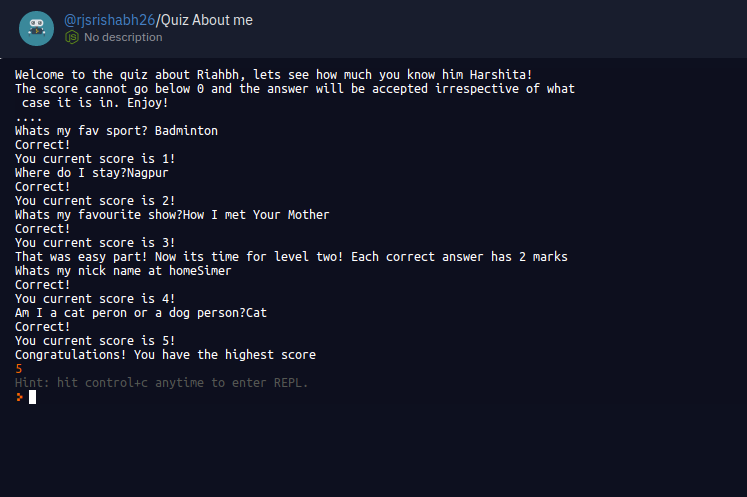 @rjsrishabh26/Quiz About me
No description
Welcome to the quiz about Riahbh, lets see how much you know him Harshita!
The score cannot go below 0 and the answer will be accepted irrespective of what
case it is in. Enjoy!
....
Whats my fav sport? Badminton
Correct!
You current score is 1!
Where do I stay?Nagpur
Correct!
You current score is 2!
Whats my favourite show?How I met Your Mother
Correct!
You current score is 3!
That was easy part! Now its time for level two! Each correct answer has 2 marks
Whats my nick name at homeSimer
Correct!
You current score is 4!
Am I a cat peron or a dog person?Cat
Correct!
You current score is 5!
Congratulations! You have the highest score
5
Hint: hit control+c anytime to enter REPL.